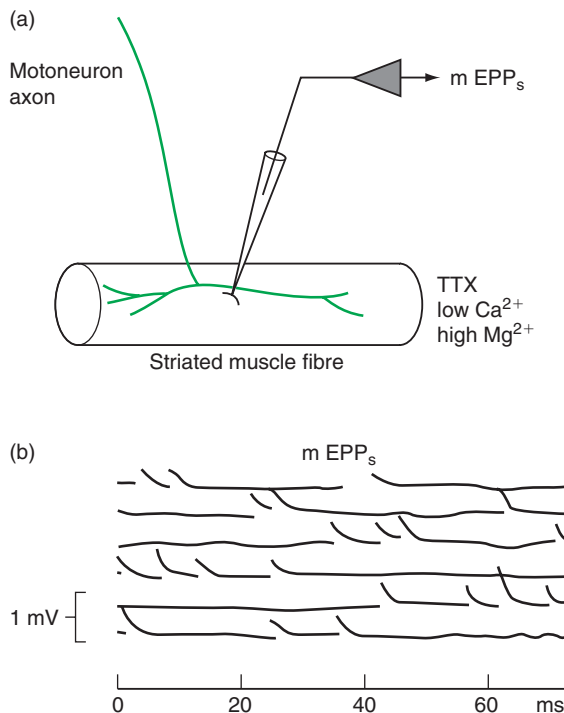 (a)
Motoneuron
axon
m EPPₛ
TTX
low Ca²⁺
high Mg²⁺
Striated muscle fibre
(b)
m EPPₛ
1 mV
0 20 40 60 ms